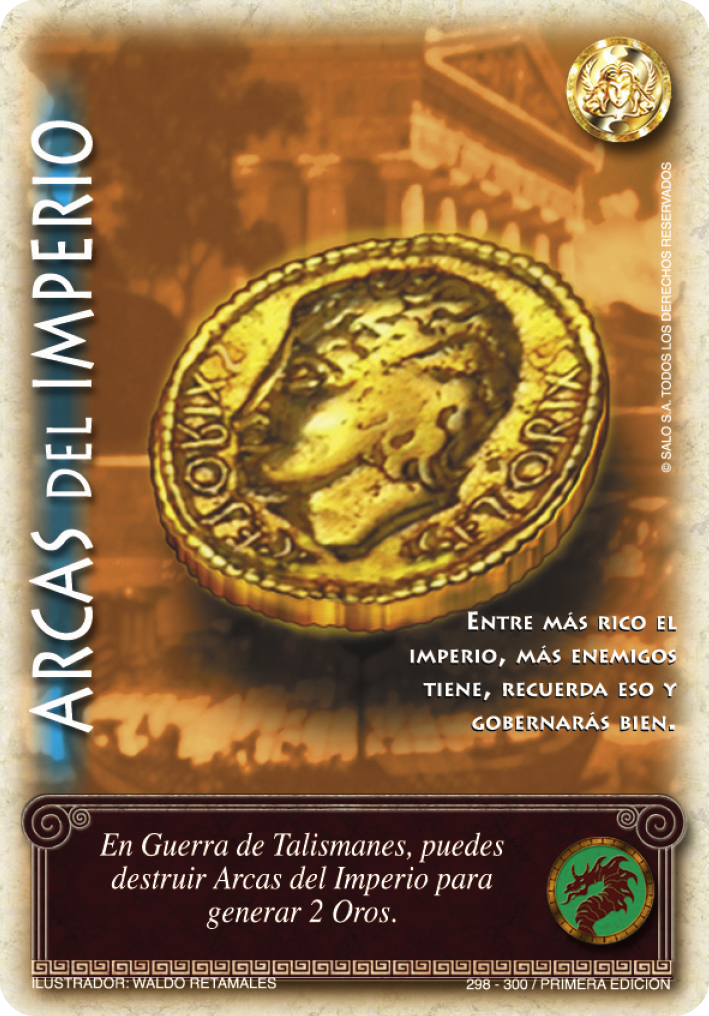 ARCAS DEL IMPERIO
© SALO S.A. TODOS LOS DERECHOS RESERVADOS
ENTRE MÁS RICO EL
IMPERIO, MÁS ENEMIGOS
TIENE, RECUERDA ESO Y
GOBERNARÁS BIEN.
En Guerra de Talismanes, puedes
destruir Arcas del Imperio para
generar 2 Oros.
ILUSTRADOR: WALDO RETAMALES
298 - 300 / PRIMERA EDICION